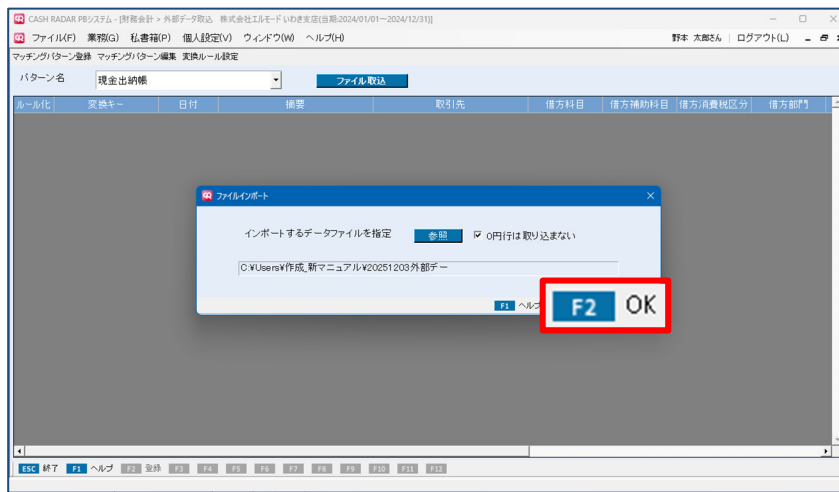 CASH RADAR PBシステム - [財務会計 > 外部データ取込 株式会社エルモード いわき支店(当期:2024/01/01～2024/12/31)]
ファイル(F) 業務(G) 私書箱(P) 個人設定(V) ウィンドウ(W) ヘルプ(H) 野本 太郎さん ログアウト(L)
マッチングパターン登録 マッチングパターン編集 変換ルール設定
パターン名 現金出納帳 ファイル取込
ルール化 変換キー 日付 摘要 取引先 借方科目 借方補助科目 借方消費税区分 借方部門
ファイルインポート
インポートするデータファイルを指定 参照 0円行は取り込まない
C:¥Users¥作成_新マニュアル¥20251203外部デー
F1 ヘルプ
F2 OK
ESC 終了 F1 ヘルプ F2 登録 F3 F4 F5 F6 F7 F8 F9 F10 F11 F12